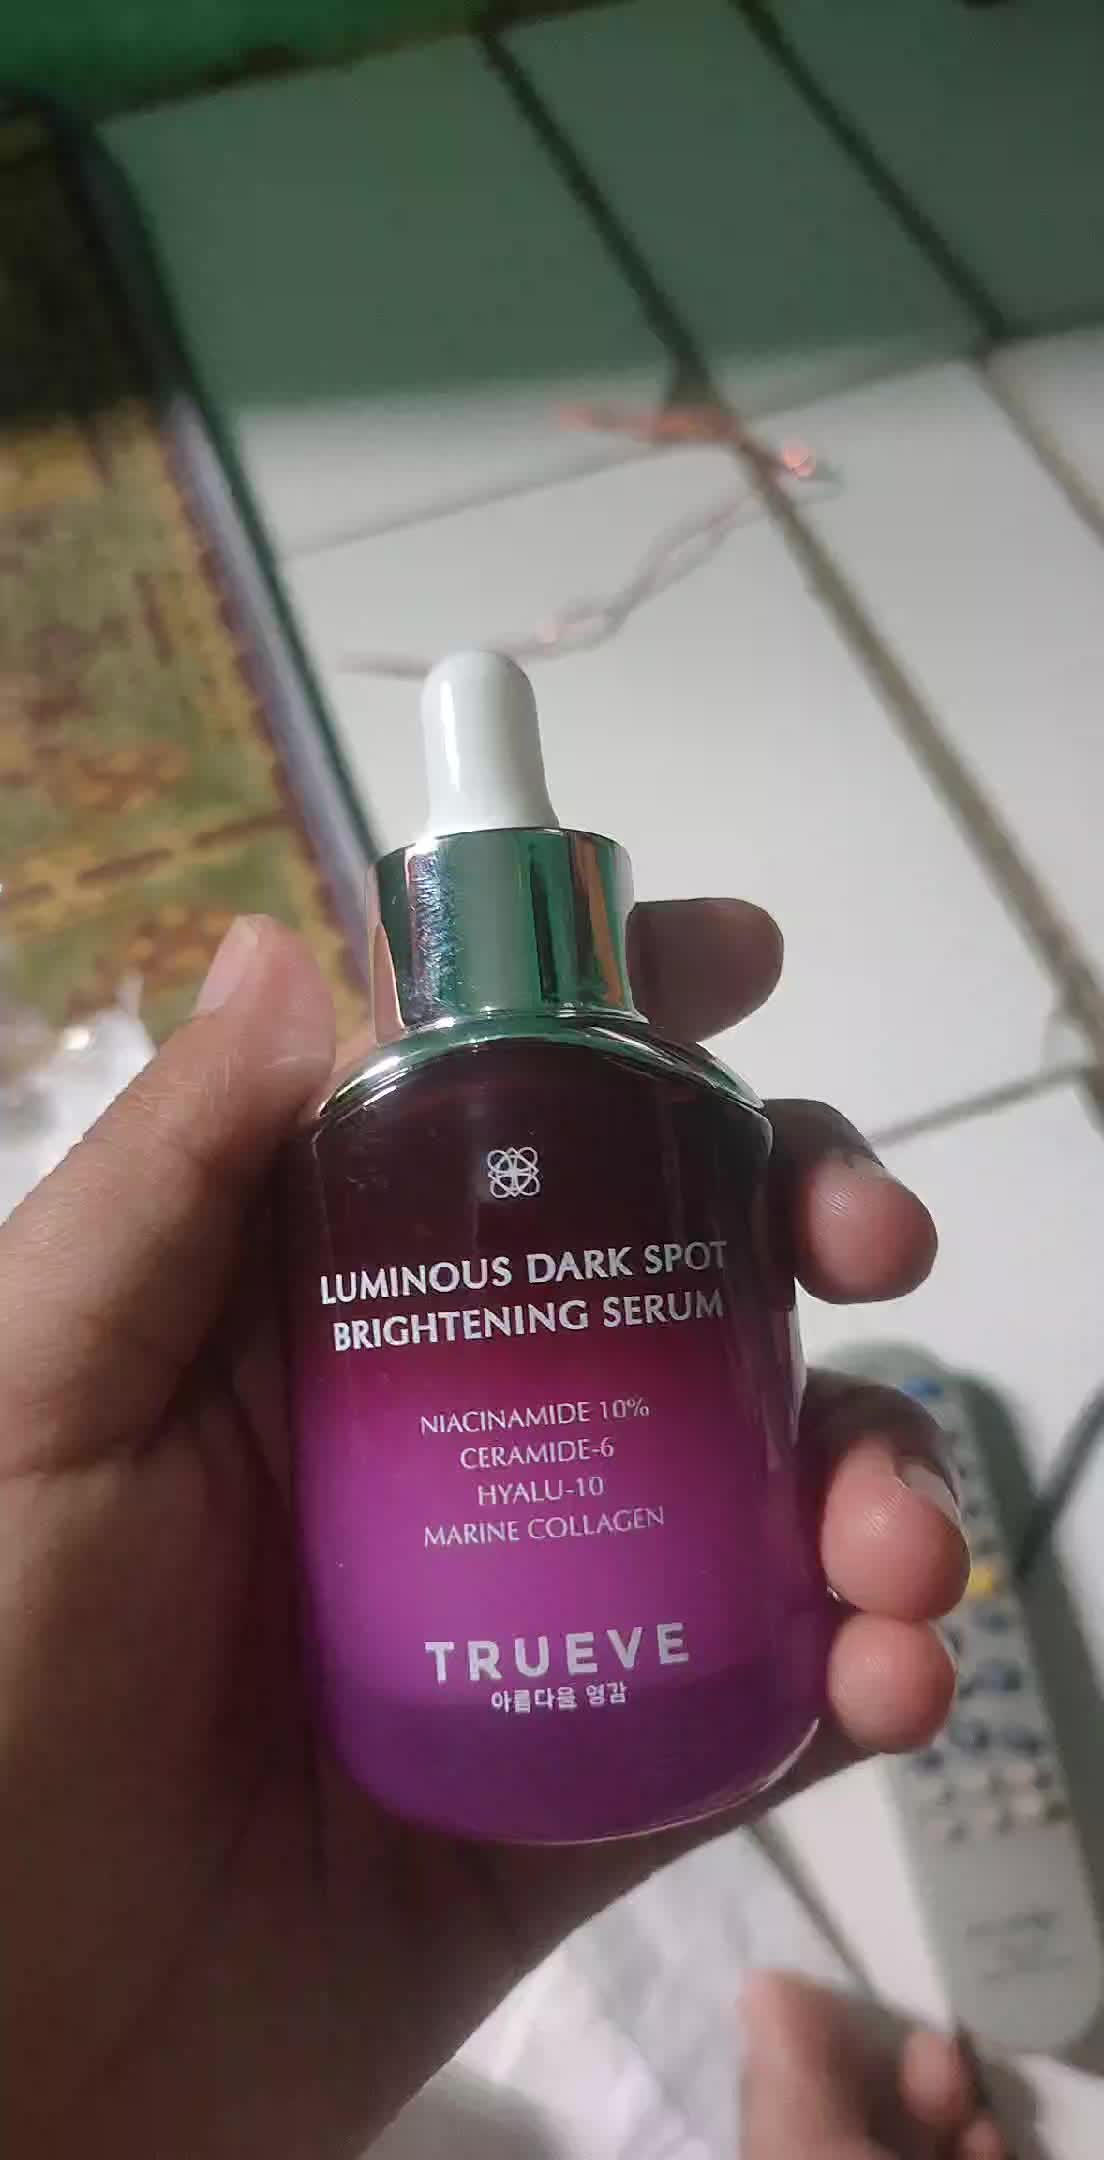 LUMINOUS DARK SPOT
BRIGHTENING SERUM
NIACINAMIDE 10%
CERAMIDE-6
HYALU-10
MARINE COLLAGEN
TRUEVE
아름다움 영감